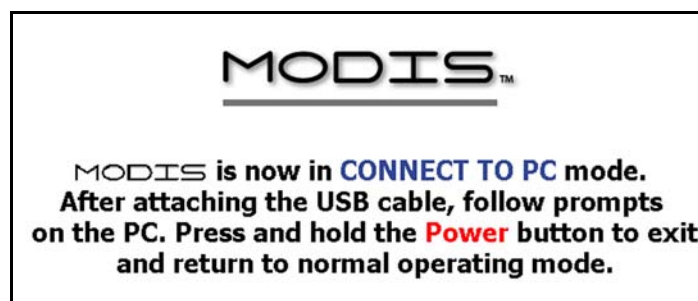 MODIS™
MODIS is now in CONNECT TO PC mode.
After attaching the USB cable, follow prompts
on the PC. Press and hold the Power button to exit
and return to normal operating mode.